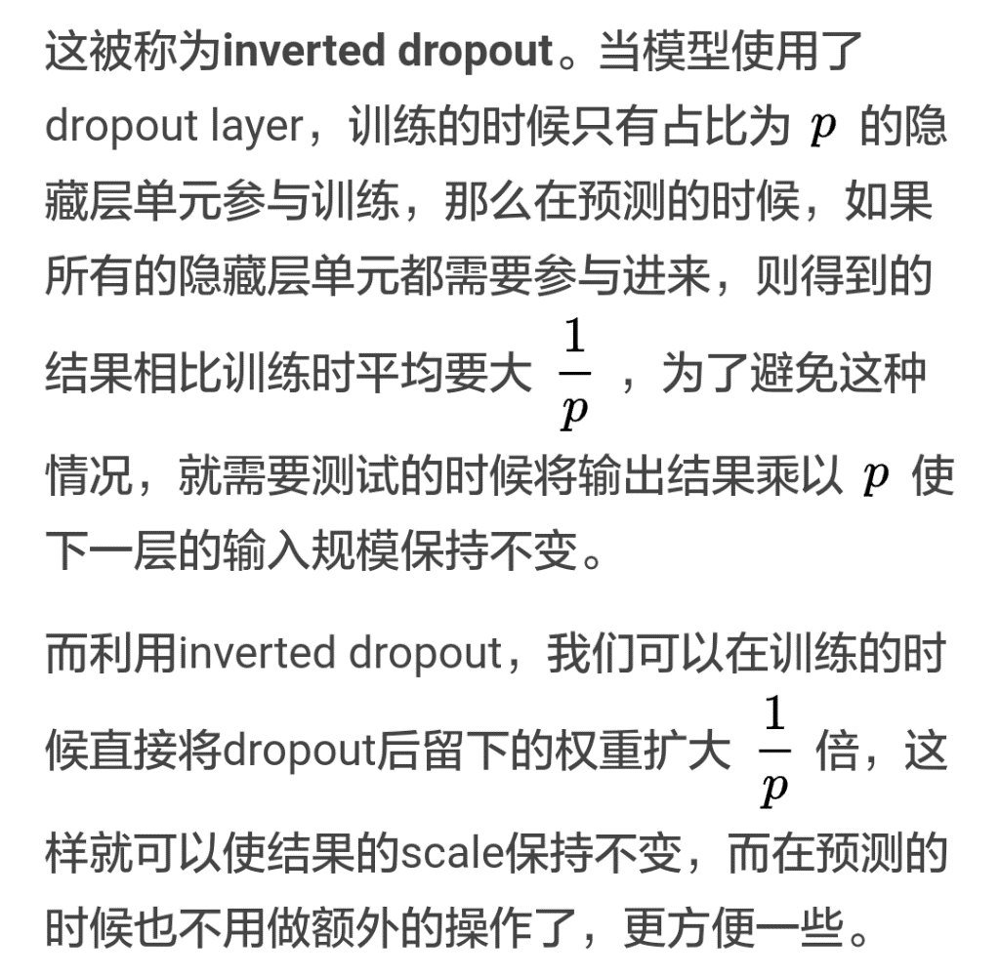 这被称为inverted dropout。当模型使用了
dropout layer，训练的时候只有占比为 p 的隐
藏层单元参与训练，那么在预测的时候，如果
所有的隐藏层单元都需要参与进来，则得到的
结果相比训练时平均要大 1/p ，为了避免这种
情况，就需要测试的时候将输出结果乘以 p 使
下一层的输入规模保持不变。
而利用inverted dropout，我们可以在训练的时
候直接将dropout后留下的权重扩大 1/p 倍，这
样就可以使结果的scale保持不变，而在预测的
时候也不用做额外的操作了，更方便一些。